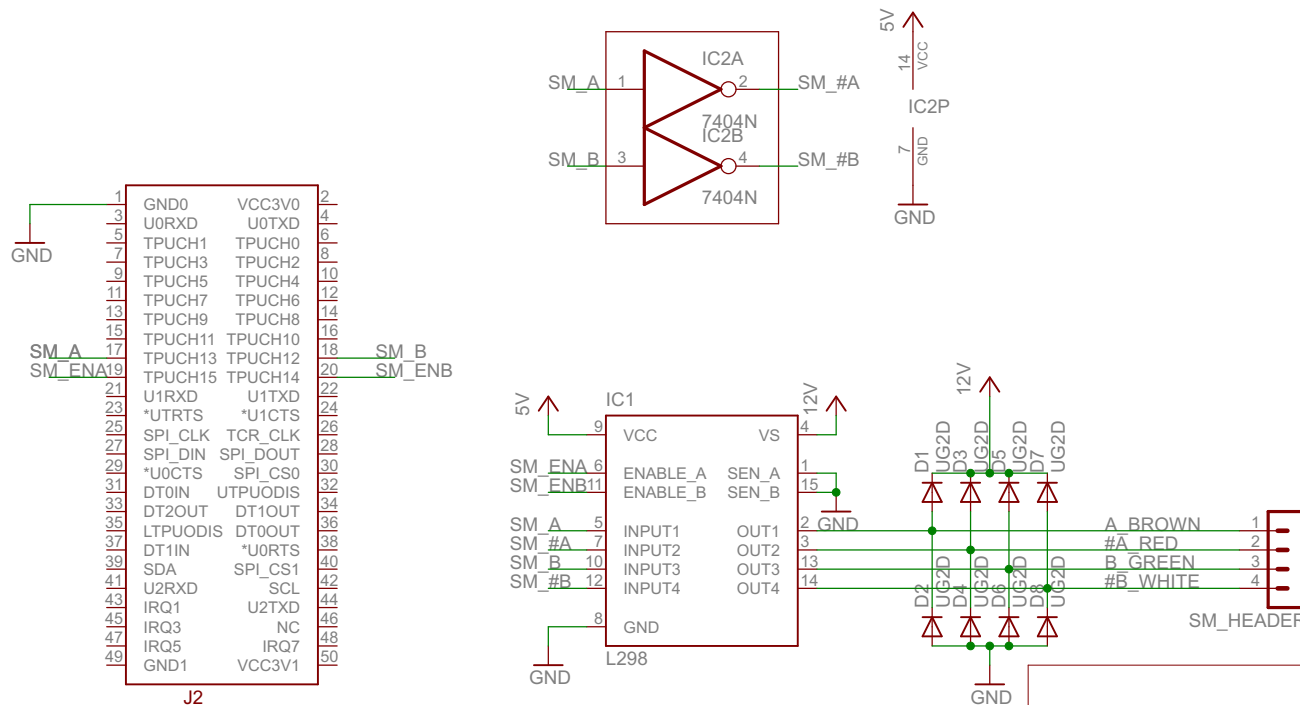 5V
14
VCC
IC2P
7
GND
GND
IC2A
SM_A
1
2
SM_#A
7404N
IC2B
SM_B
3
4
SM_#B
7404N
GND
1
GND0
VCC3V0
2
3
U0RXD
U0TXD
4
5
TPUCH1
TPUCH0
6
7
TPUCH3
TPUCH2
8
9
TPUCH5
TPUCH4
10
11
TPUCH7
TPUCH6
12
13
TPUCH9
TPUCH8
14
15
TPUCH11
TPUCH10
16
SM_A
17
TPUCH13
TPUCH12
18
SM_B
SM_ENA
19
TPUCH15
TPUCH14
20
SM_ENB
21
U1RXD
U1TXD
22
23
*UTRTS
*U1CTS
24
25
SPI_CLK
TCR_CLK
26
27
SPI_DIN
SPI_DOUT
28
29
*U0CTS
SPI_CS0
30
31
DT0IN
UTPUODIS
32
33
DT2OUT
DT1OUT
34
35
LTPUODIS
DT0OUT
36
37
DT1IN
*U0RTS
38
39
SDA
SPI_CS1
40
41
U2RXD
SCL
42
43
IRQ1
U2TXD
44
45
IRQ3
NC
46
47
IRQ5
IRQ7
48
49
GND1
VCC3V1
50
J2
5V
IC1
12V
9
VCC
VS
4
SM_ENA
6
ENABLE_A
SEN_A
1
SM_ENB
11
ENABLE_B
SEN_B
15
GND
SM_A
5
INPUT1
OUT1
2
SM_#A
7
INPUT2
OUT2
3
SM_B
10
INPUT3
OUT3
13
SM_#B
12
INPUT4
OUT4
14
8
GND
GND
L298
12V
D1
UG2D
D3
UG2D
D5
UG2D
D7
UG2D
D2
UG2D
D4
UG2D
D6
UG2D
D8
UG2D
GND
A_BROWN
1
#A_RED
2
B_GREEN
3
#B_WHITE
4
SM_HEADER